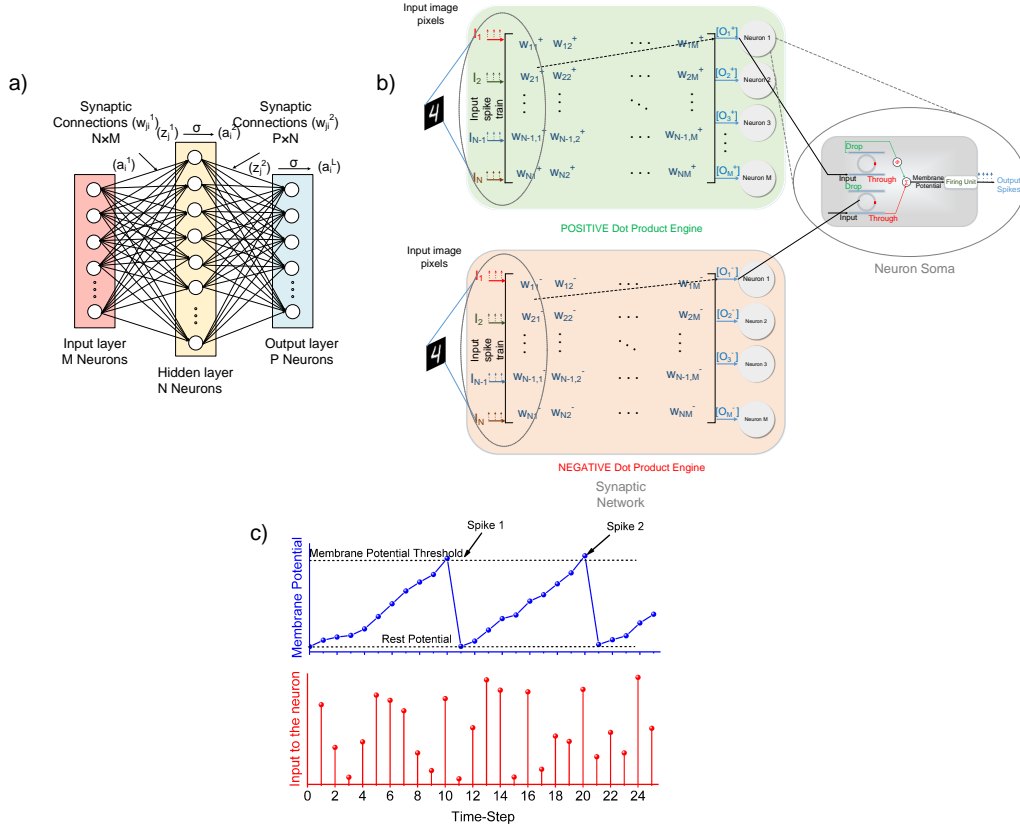 a)
Synaptic
Connections (wji¹)
N×M
(zj¹) σ (ai²)
Synaptic
Connections (wji²)
P×N
(ai¹)
(zj²) σ (ai^L)
Input layer
M Neurons
Hidden layer
N Neurons
Output layer
P Neurons
b)
Input image
pixels
4
I1
I2
Input
spike
train
IN-1
IN
w11+ w12+ ... w1M+
w21+ w22+ ... w2M+
wN-1,1+ wN-1,2+ ... wN-1,M+
wN1+ wN2+ ... wNM+
[O1+]
[O2+]
[O3+]
[OM+]
Neuron 1
Neuron 2
Neuron 3
Neuron M
POSITIVE Dot Product Engine
Input image
pixels
4
I1
I2
Input
spike
train
IN-1
IN
w11- w12- ... w1M-
w21- w22- ... w2M-
wN-1,1- wN-1,2- ... wN-1,M-
wN1- wN2- ... wNM-
[O1-]
[O2-]
[O3-]
[OM-]
Neuron 1
Neuron 2
Neuron 3
Neuron M
NEGATIVE Dot Product Engine
Synaptic
Network
Drop
Input
Through
Drop
Input
Through
Σ
Membrane
Potential
Firing Unit
Output
Spikes
Neuron Soma
c)
Spike 1
Spike 2
Membrane Potential Threshold
Rest Potential
Membrane Potential
Input to the neuron
0 2 4 6 8 10 12 14 16 18 20 22 24
Time-Step